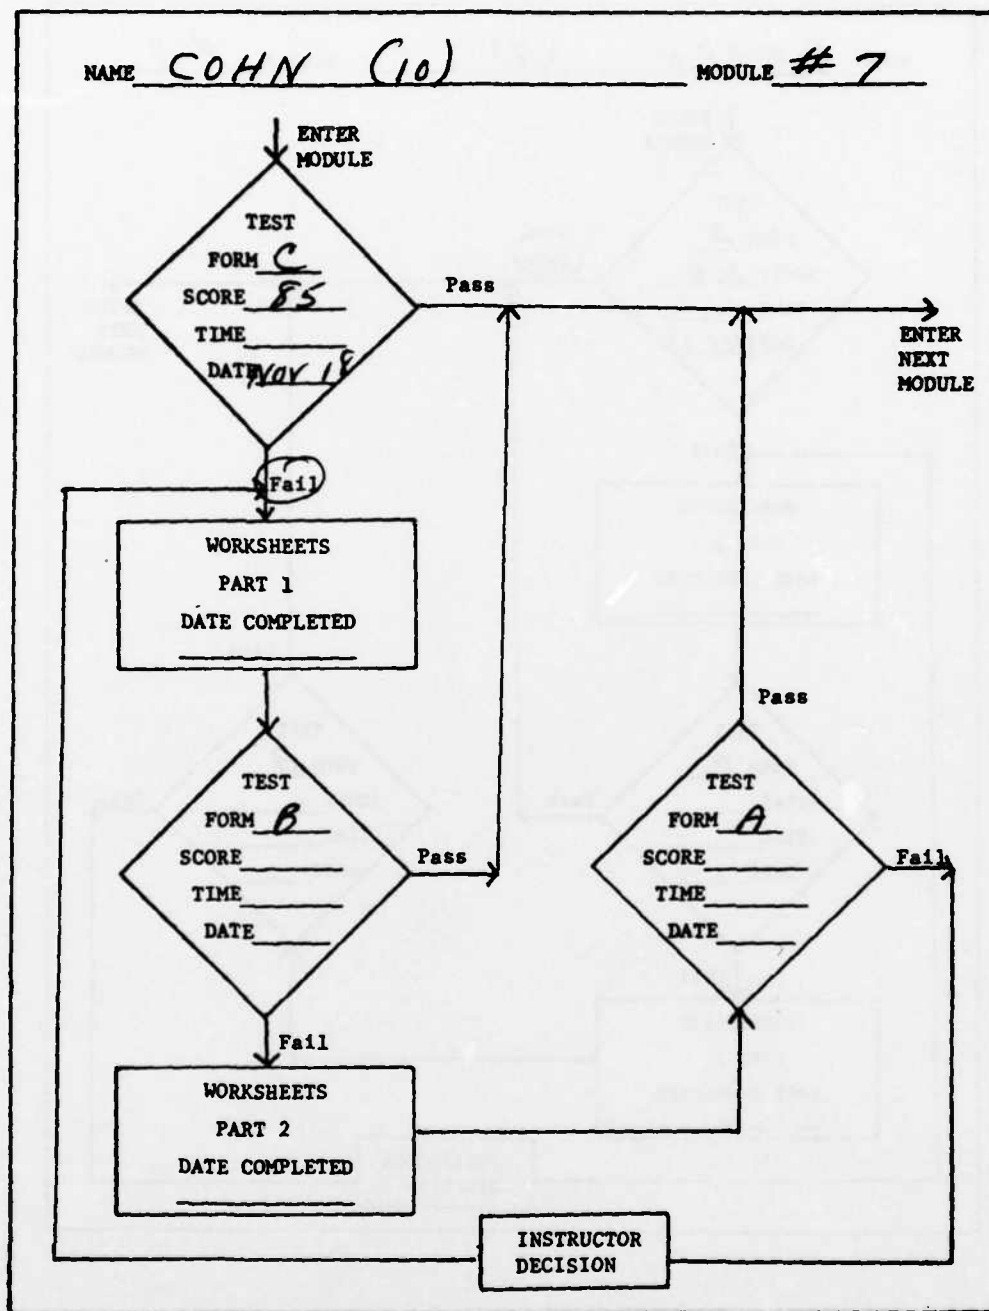 NAME COHN (10) MODULE # 7
ENTER
MODULE
TEST
FORM C
SCORE 85
TIME
DATE NOV 18
Pass
ENTER
NEXT
MODULE
Fail
WORKSHEETS
PART 1
DATE COMPLETED
TEST
FORM B
SCORE
TIME
DATE
Pass
Fail
WORKSHEETS
PART 2
DATE COMPLETED
Pass
TEST
FORM A
SCORE
TIME
DATE
Fail
INSTRUCTOR
DECISION